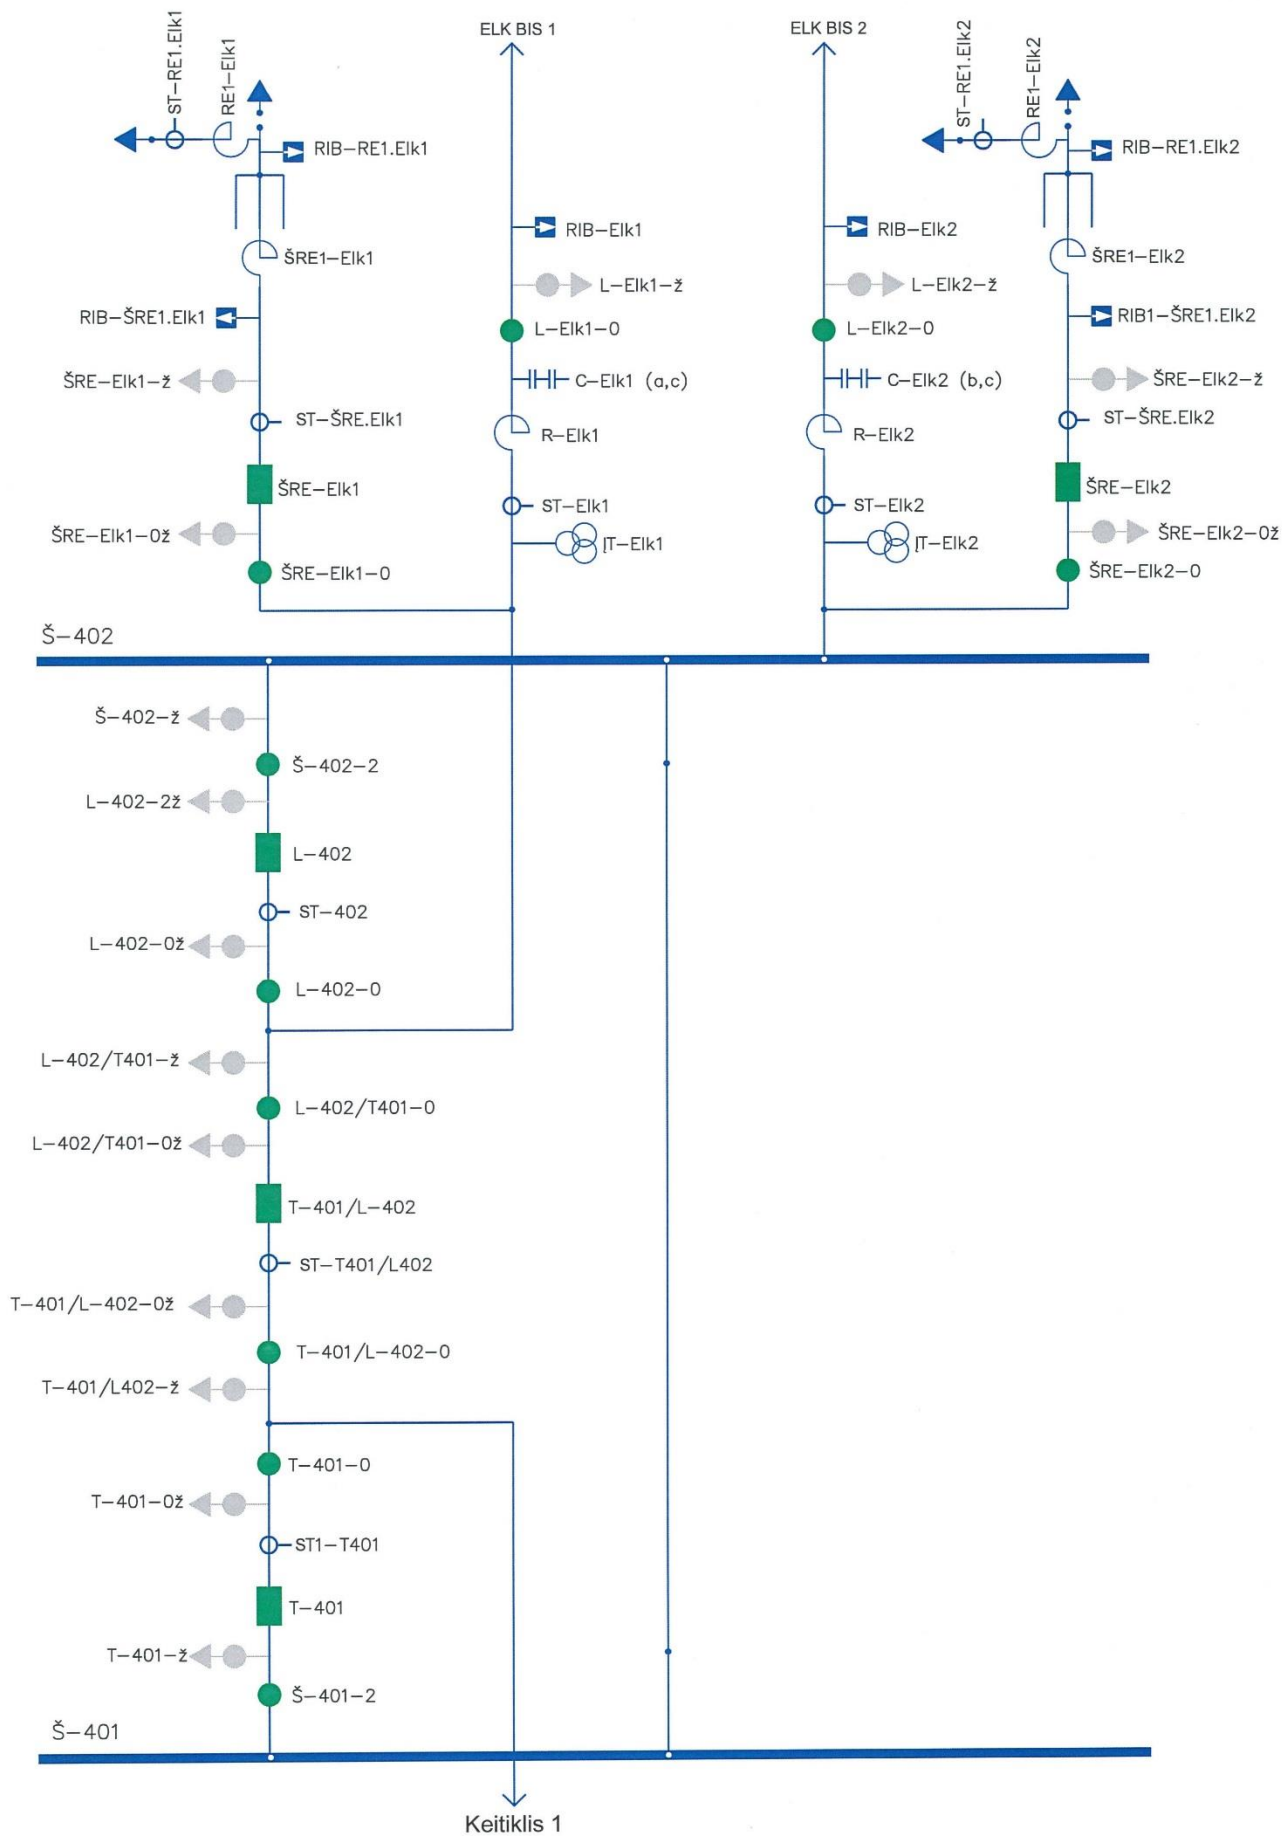 ST-RE1.Elk1
RE1-Elk1
ELK BIS 1
ELK BIS 2
ST-RE1.Elk2
RE1-Elk2
RIB-RE1.Elk1
RIB-RE1.Elk2
RIB-Elk1
RIB-Elk2
ŠRE1-Elk1
ŠRE1-Elk2
L-Elk1-ž
L-Elk2-ž
RIB-ŠRE1.Elk1
L-Elk1-0
L-Elk2-0
RIB1-ŠRE1.Elk2
ŠRE-Elk1-ž
C-Elk1 (a,c)
C-Elk2 (b,c)
ŠRE-Elk2-ž
ST-ŠRE.Elk1
R-Elk1
R-Elk2
ST-ŠRE.Elk2
ŠRE-Elk1
ST-Elk1
ST-Elk2
ŠRE-Elk2
ŠRE-Elk1-0ž
ĮT-Elk1
ĮT-Elk2
ŠRE-Elk2-0ž
ŠRE-Elk1-0
ŠRE-Elk2-0
Š-402
Š-402-ž
Š-402-2
L-402-2ž
L-402
ST-402
L-402-0ž
L-402-0
L-402/T401-ž
L-402/T401-0
L-402/T401-0ž
T-401/L-402
ST-T401/L402
T-401/L-402-0ž
T-401/L-402-0
T-401/L402-ž
T-401-0
T-401-0ž
ST1-T401
T-401
T-401-ž
Š-401-2
Š-401
Keitiklis 1